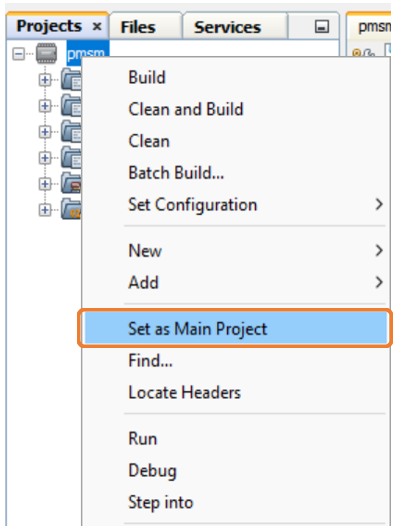 Projects × Files Services
pmsm
Build
Clean and Build
Clean
Batch Build...
Set Configuration >
New >
Add >
Set as Main Project
Find...
Locate Headers
Run
Debug
Step into